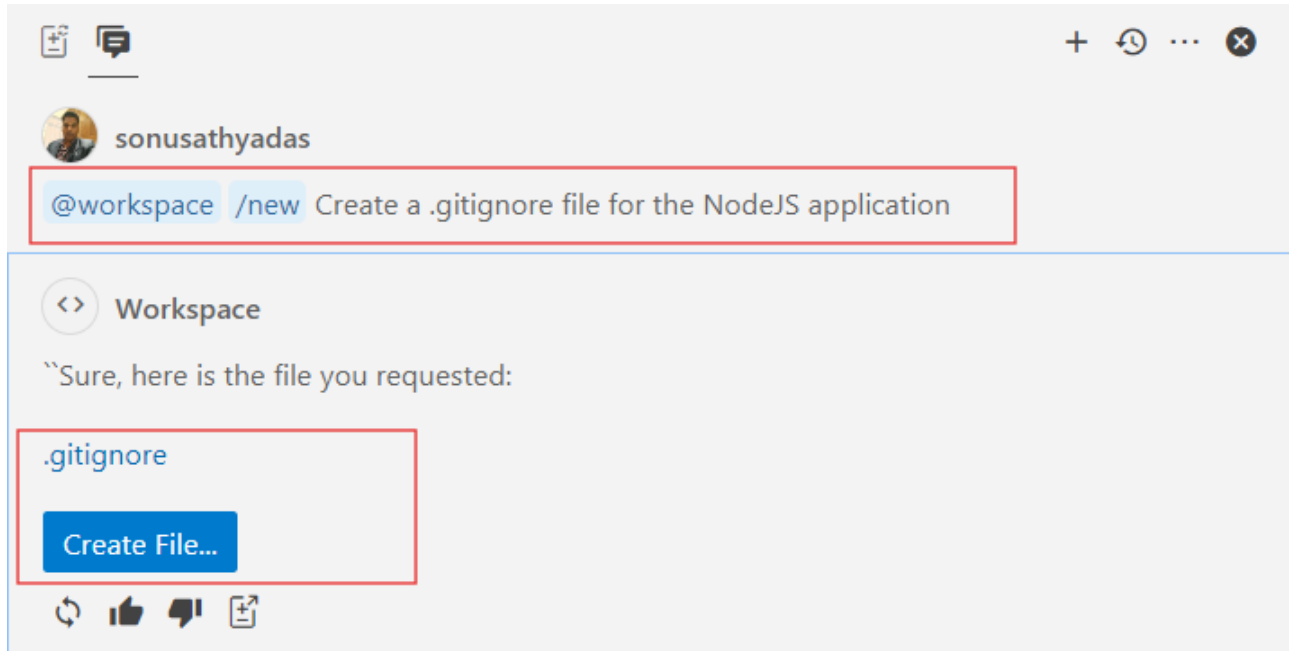 sonusathyadas
@workspace /new Create a .gitignore file for the NodeJS application
Workspace
``Sure, here is the file you requested:
.gitignore
Create File...